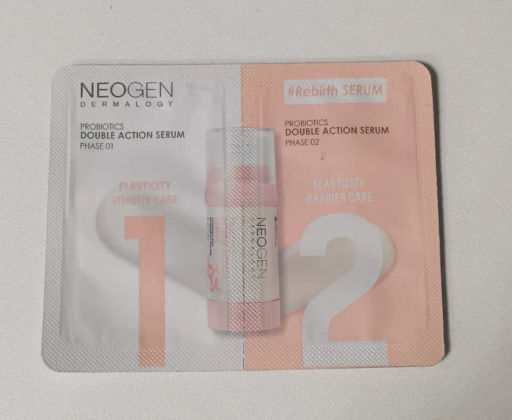 NEOGEN
DERMALOGY
PROBIOTICS
DOUBLE ACTION SERUM
PHASE 01
ELASTICITY
VITALITY CARE
1
#Rebirth SERUM
PROBIOTICS
DOUBLE ACTION SERUM
PHASE 02
ELASTICITY
BARRIER CARE
2
NEOGEN
DERMALOGY